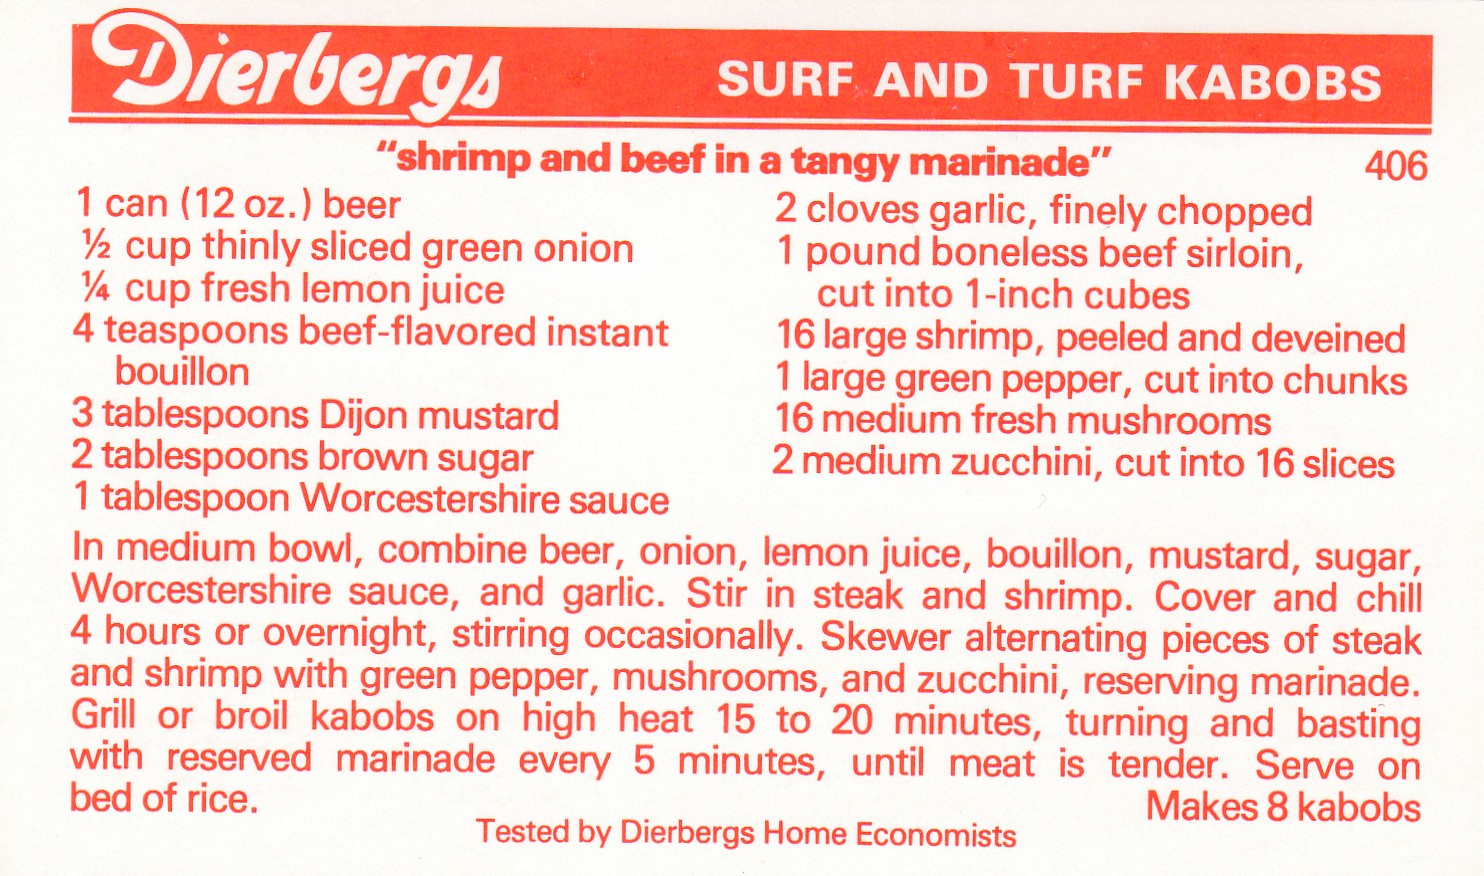 Dierbergs
SURF AND TURF KABOBS
"shrimp and beef in a tangy marinade"
406
1 can (12 oz.) beer
½ cup thinly sliced green onion
¼ cup fresh lemon juice
4 teaspoons beef-flavored instant
bouillon
3 tablespoons Dijon mustard
2 tablespoons brown sugar
1 tablespoon Worcestershire sauce
2 cloves garlic, finely chopped
1 pound boneless beef sirloin,
cut into 1-inch cubes
16 large shrimp, peeled and deveined
1 large green pepper, cut into chunks
16 medium fresh mushrooms
2 medium zucchini, cut into 16 slices
In medium bowl, combine beer, onion, lemon juice, bouillon, mustard, sugar,
Worcestershire sauce, and garlic. Stir in steak and shrimp. Cover and chill
4 hours or overnight, stirring occasionally. Skewer alternating pieces of steak
and shrimp with green pepper, mushrooms, and zucchini, reserving marinade.
Grill or broil kabobs on high heat 15 to 20 minutes, turning and basting
with reserved marinade every 5 minutes, until meat is tender. Serve on
bed of rice.
Makes 8 kabobs
Tested by Dierbergs Home Economists